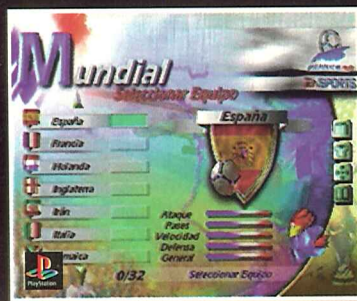 Mundial
Seleccionar Equipo
FRANCE 98
EA SPORTS
España
España
Francia
Holanda
Inglaterra
Irán
Italia
Jamaica
Ataque
Pases
Velocidad
Defensa
General
0/32
Seleccionar Equipo
PlayStation